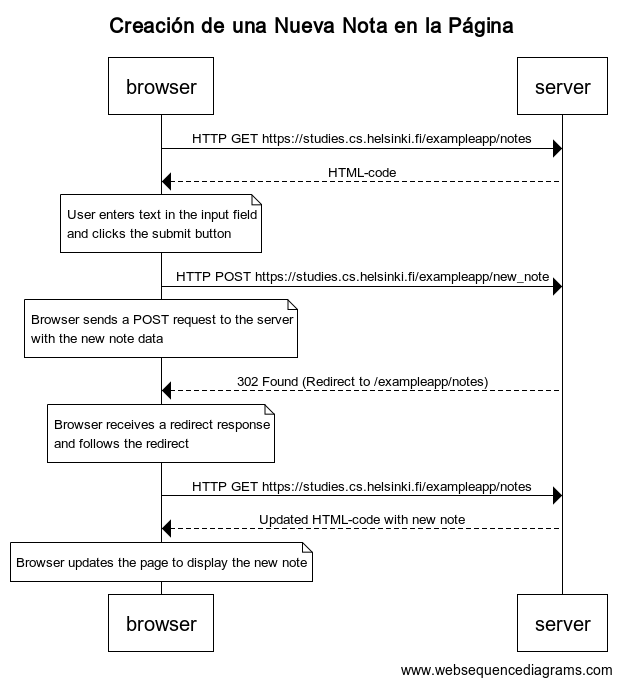 Creación de una Nueva Nota en la Página
browser
server
HTTP GET https://studies.cs.helsinki.fi/exampleapp/notes
HTML-code
User enters text in the input field
and clicks the submit button
HTTP POST https://studies.cs.helsinki.fi/exampleapp/new_note
Browser sends a POST request to the server
with the new note data
302 Found (Redirect to /exampleapp/notes)
Browser receives a redirect response
and follows the redirect
HTTP GET https://studies.cs.helsinki.fi/exampleapp/notes
Updated HTML-code with new note
Browser updates the page to display the new note
browser
server
www.websequencediagrams.com